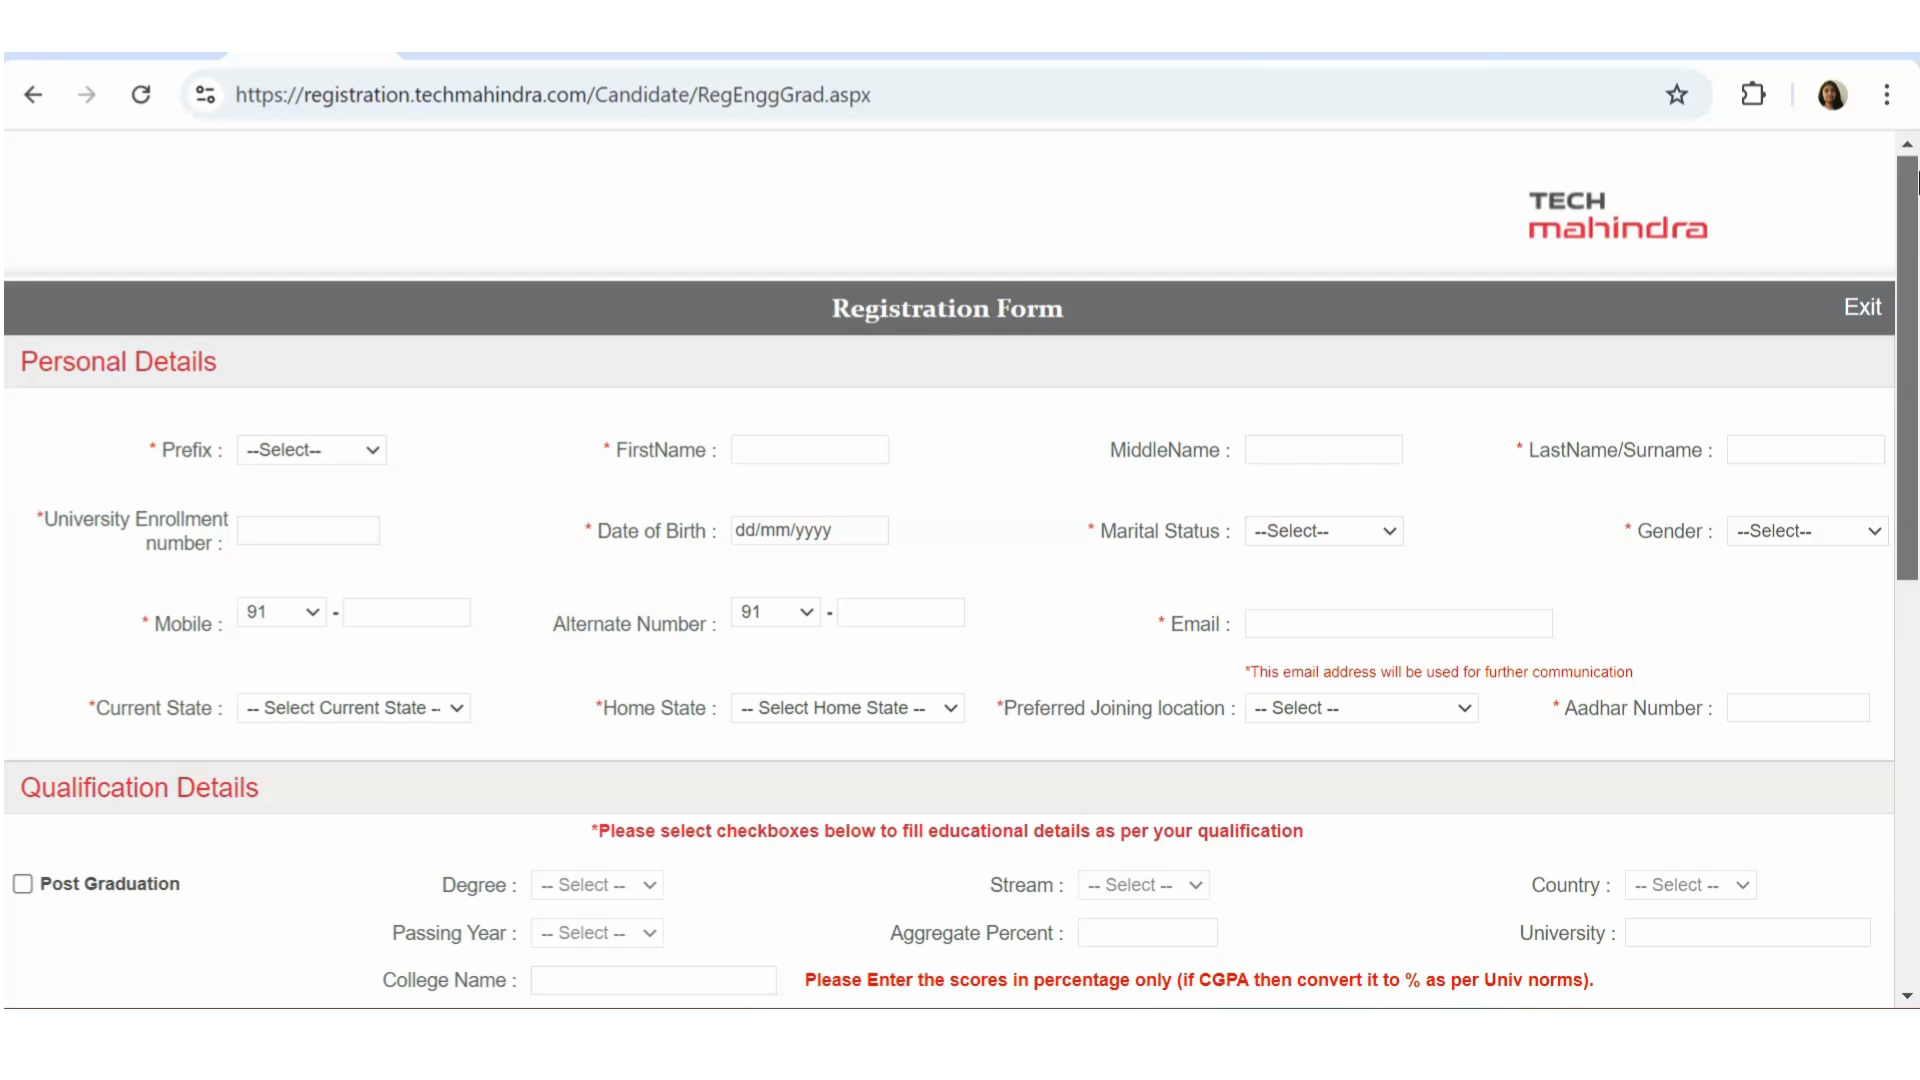 https://registration.techmahindra.com/Candidate/RegEnggGrad.aspx
TECH
mahindra
Registration Form
Exit
Personal Details
* Prefix : --Select-- * FirstName : MiddleName : * LastName/Surname :
*University Enrollment number : * Date of Birth : dd/mm/yyyy * Marital Status : --Select-- * Gender : --Select--
* Mobile : 91 - Alternate Number : 91 - * Email :
*This email address will be used for further communication
*Current State : -- Select Current State -- *Home State : -- Select Home State -- *Preferred Joining location : -- Select -- * Aadhar Number :
Qualification Details
*Please select checkboxes below to fill educational details as per your qualification
Post Graduation Degree : -- Select -- Stream : -- Select -- Country : -- Select --
Passing Year : -- Select -- Aggregate Percent : University :
College Name : Please Enter the scores in percentage only (if CGPA then convert it to % as per Univ norms).